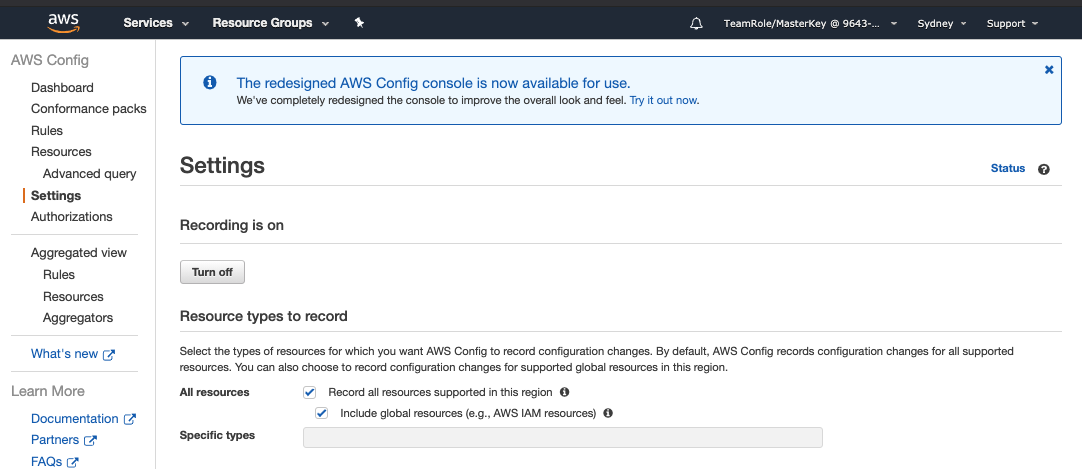 aws
Services
Resource Groups
TeamRole/MasterKey @ 9643-...
Sydney
Support
AWS Config
Dashboard
Conformance packs
Rules
Resources
Advanced query
Settings
Authorizations
Aggregated view
Rules
Resources
Aggregators
What's new
Learn More
Documentation
Partners
FAQs
The redesigned AWS Config console is now available for use.
We've completely redesigned the console to improve the overall look and feel. Try it out now.
Settings
Status
Recording is on
Turn off
Resource types to record
Select the types of resources for which you want AWS Config to record configuration changes. By default, AWS Config records configuration changes for all supported
resources. You can also choose to record configuration changes for supported global resources in this region.
All resources
Record all resources supported in this region
Include global resources (e.g., AWS IAM resources)
Specific types